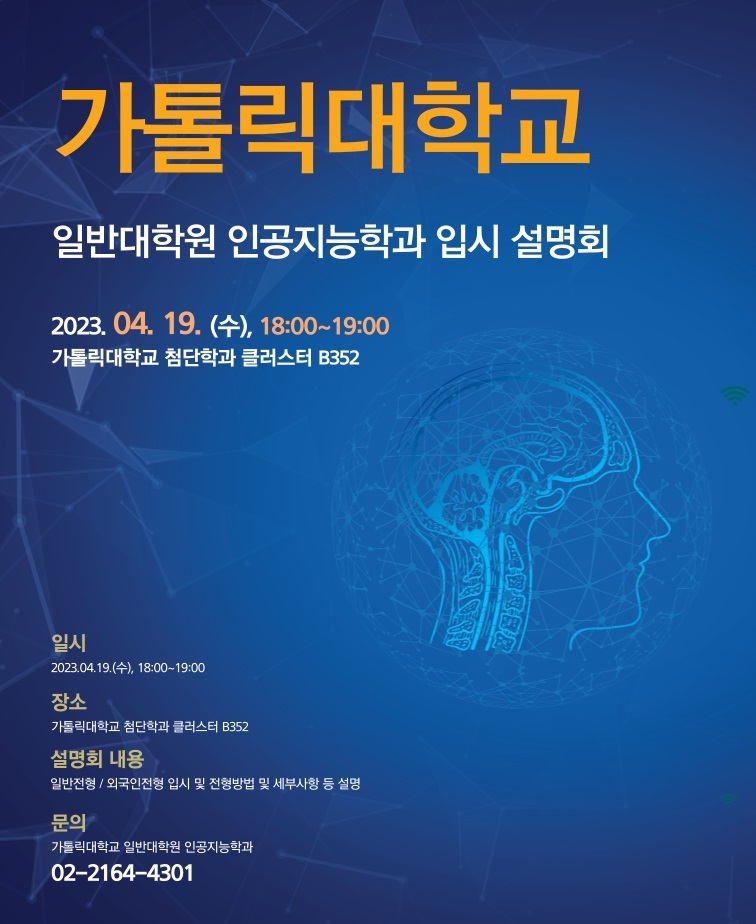 가톨릭대학교
일반대학원 인공지능학과 입시 설명회
2023. 04. 19. (수), 18:00~19:00
가톨릭대학교 첨단학과 클러스터 B352
일시
2023.04.19.(수), 18:00~19:00
장소
가톨릭대학교 첨단학과 클러스터 B352
설명회 내용
일반전형 / 외국인전형 입시 및 전형방법 및 세부사항 등 설명
문의
가톨릭대학교 일반대학원 인공지능학과
02-2164-4301